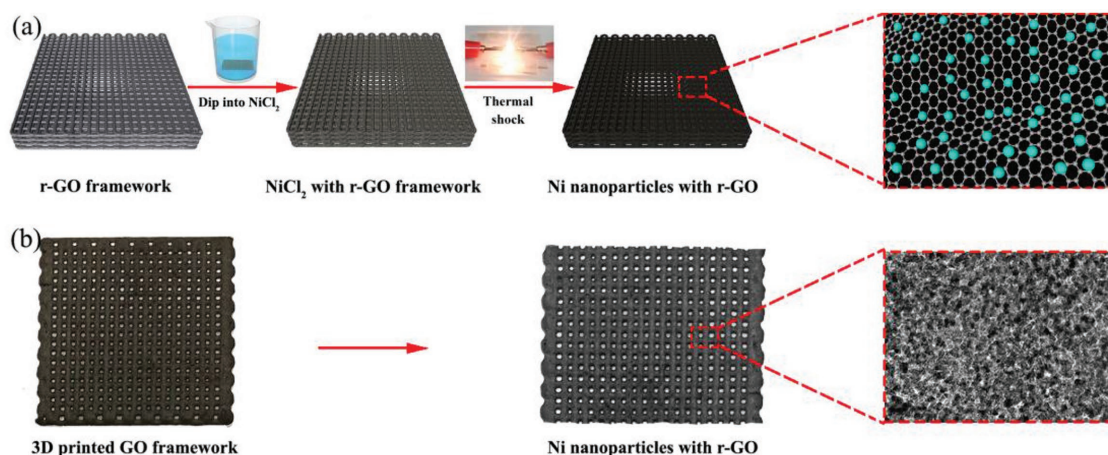 (a)
Dip into NiCl₂
Thermal
shock
r-GO framework
NiCl₂ with r-GO framework
Ni nanoparticles with r-GO
(b)
3D printed GO framework
Ni nanoparticles with r-GO